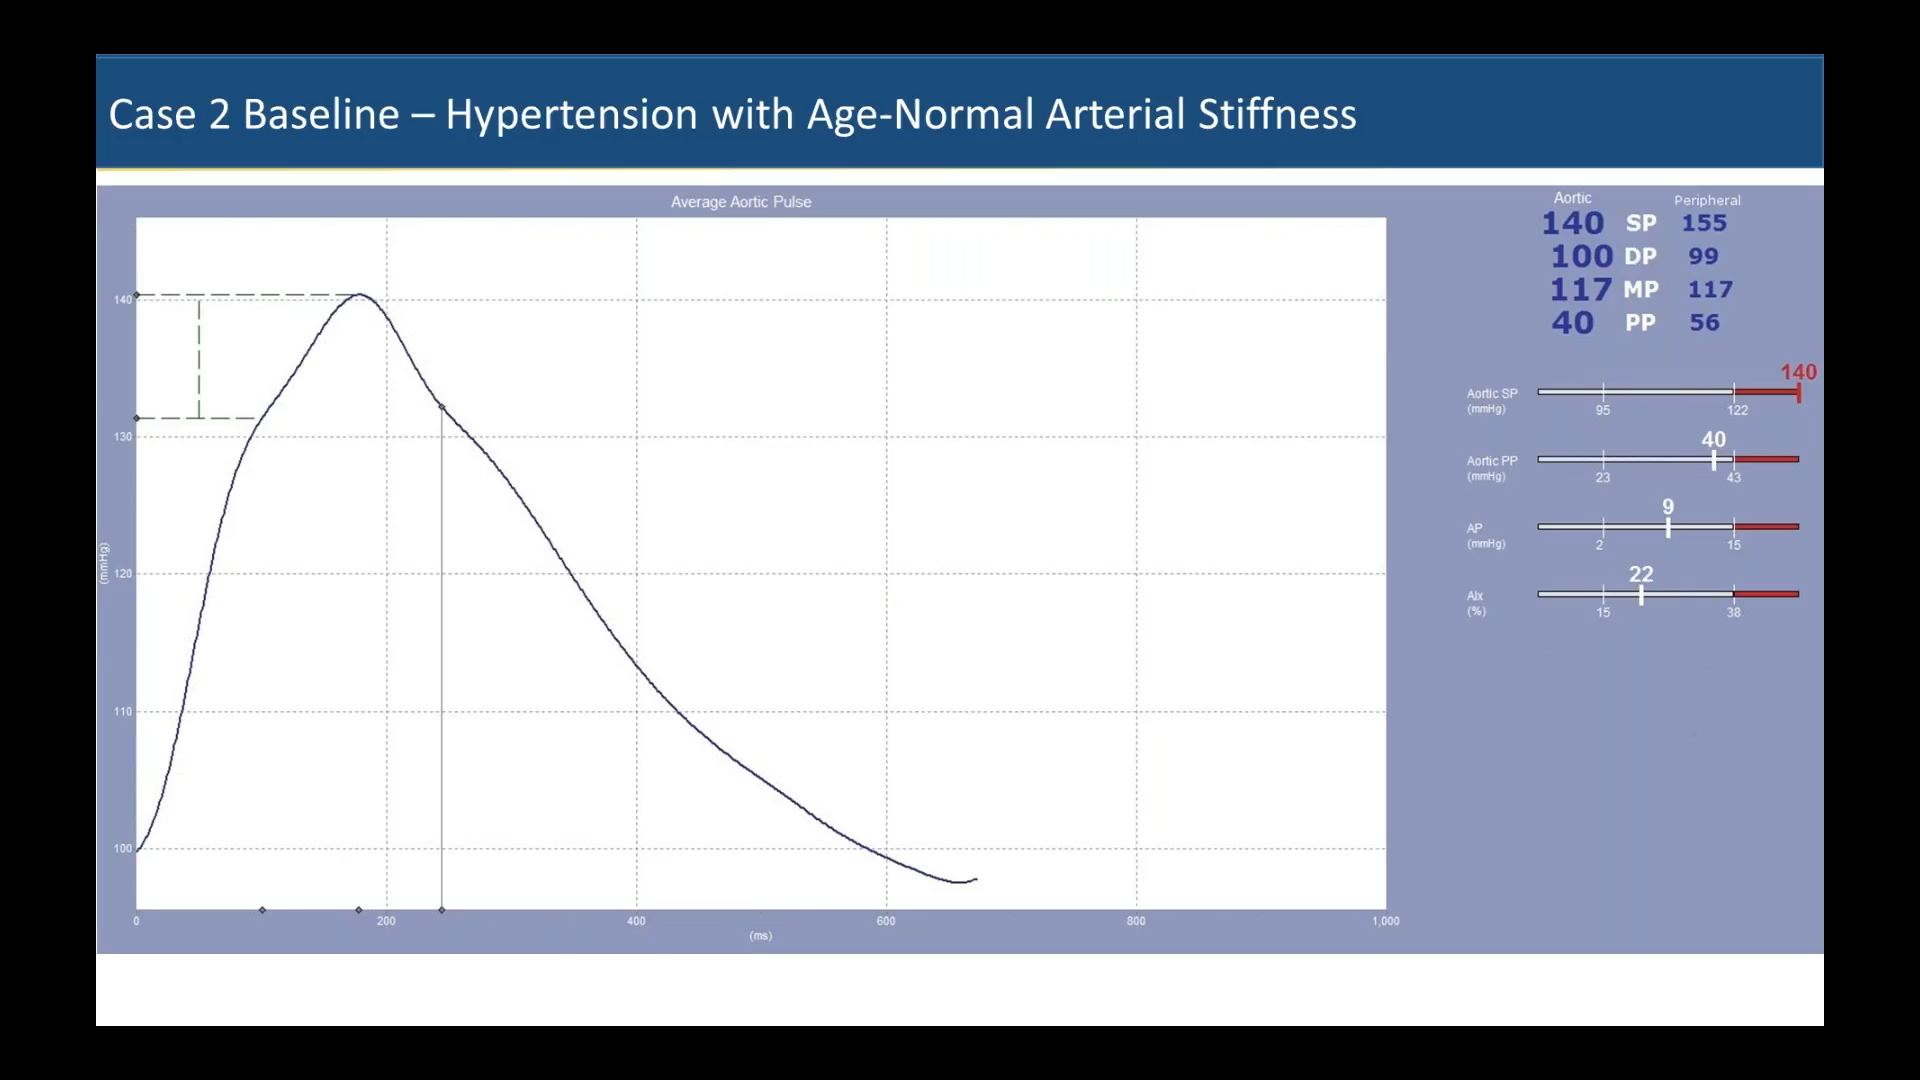 Case 2 Baseline – Hypertension with Age-Normal Arterial Stiffness
Average Aortic Pulse
Aortic Peripheral
140 SP 155
100 DP 99
117 MP 117
40 PP 56
140
130
120
110
100
(mmHg)
0 200 400 600 800 1,000
(ms)
140
Aortic SP
(mmHg) 95 122
40
Aortic PP
(mmHg) 23 43
9
AP
(mmHg) 2 15
22
AIx
(%) 15 38